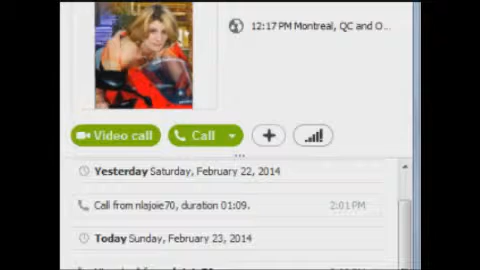 12:17 PM Montreal, QC and O...
Video call
Call
Yesterday Saturday, February 22, 2014
Call from nlajoie70, duration 01:09.
2:01 PM
Today Sunday, February 23, 2014